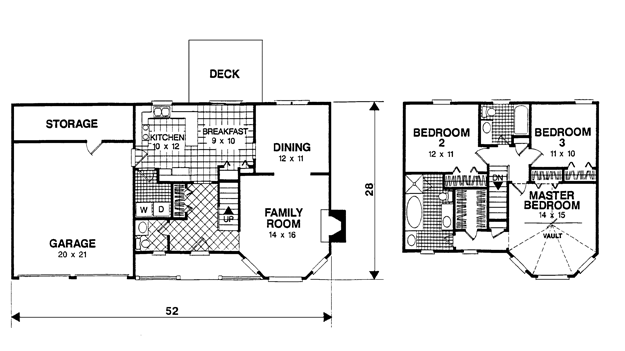 DECK
STORAGE
KITCHEN
10 x 12
BREAKFAST
9 x 10
DINING
12 x 11
W D
UP
FAMILY
ROOM
14 x 16
GARAGE
20 x 21
28
52
BEDROOM
2
12 x 11
BEDROOM
3
11 x 10
DN
MASTER
BEDROOM
14 x 15
VAULT